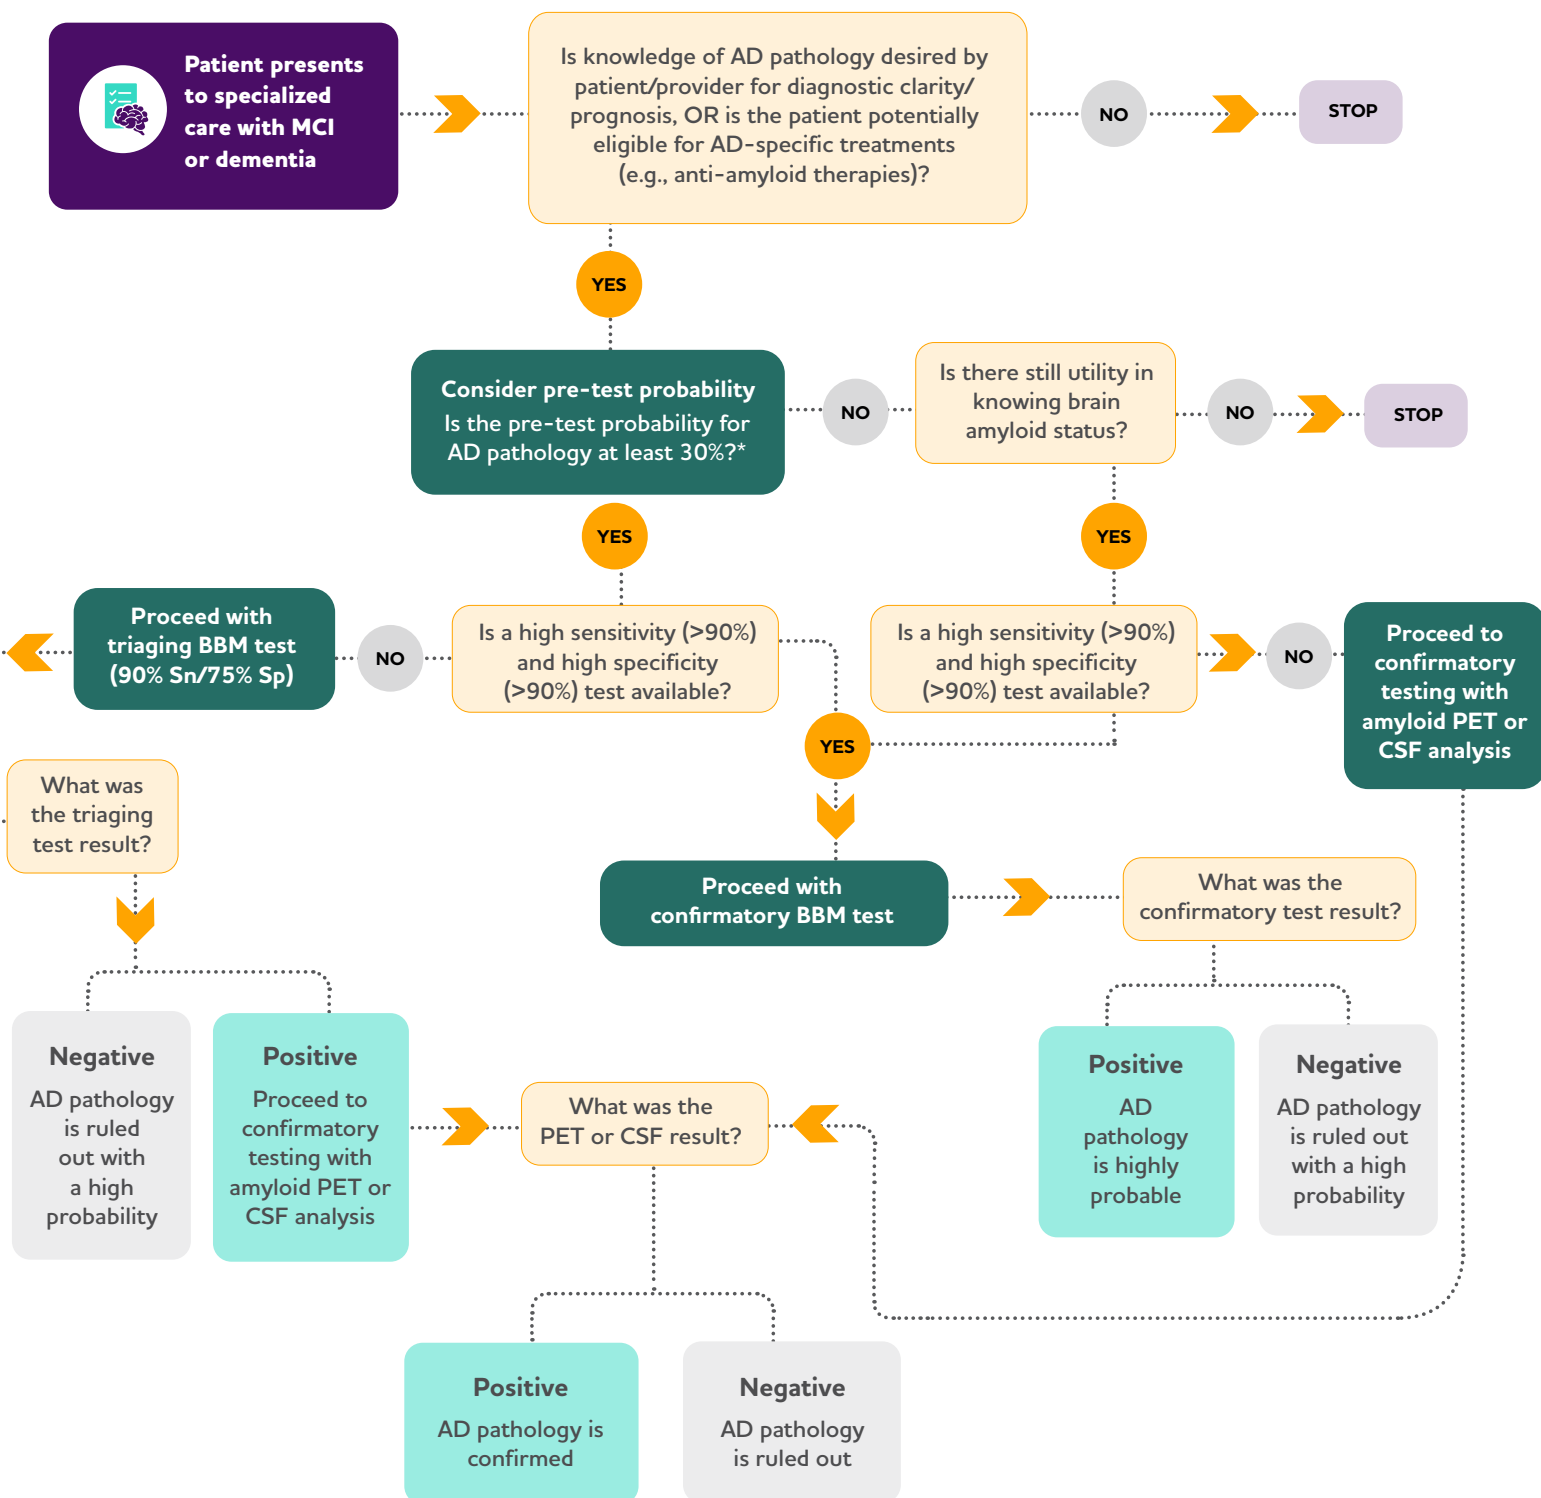 Patient presents
to specialized
care with MCI
or dementia
Is knowledge of AD pathology desired by
patient/provider for diagnostic clarity/
prognosis, OR is the patient potentially
eligible for AD-specific treatments
(e.g., anti-amyloid therapies)?
NO
STOP
YES
Consider pre-test probability
Is the pre-test probability for
AD pathology at least 30%?*
NO
Is there still utility in
knowing brain
amyloid status?
NO
STOP
YES
YES
Proceed with
triaging BBM test
(90% Sn/75% Sp)
NO
Is a high sensitivity (>90%)
and high specificity
(>90%) test available?
Is a high sensitivity (>90%)
and high specificity
(>90%) test available?
NO
Proceed to
confirmatory
testing with
amyloid PET or
CSF analysis
YES
What was
the triaging
test result?
Proceed with
confirmatory BBM test
What was the
confirmatory test result?
Negative
AD pathology
is ruled
out with
a high
probability
Positive
Proceed to
confirmatory
testing with
amyloid PET or
CSF analysis
What was the
PET or CSF result?
Positive
AD
pathology
is highly
probable
Negative
AD pathology
is ruled out
with a high
probability
Positive
AD pathology is
confirmed
Negative
AD pathology
is ruled out